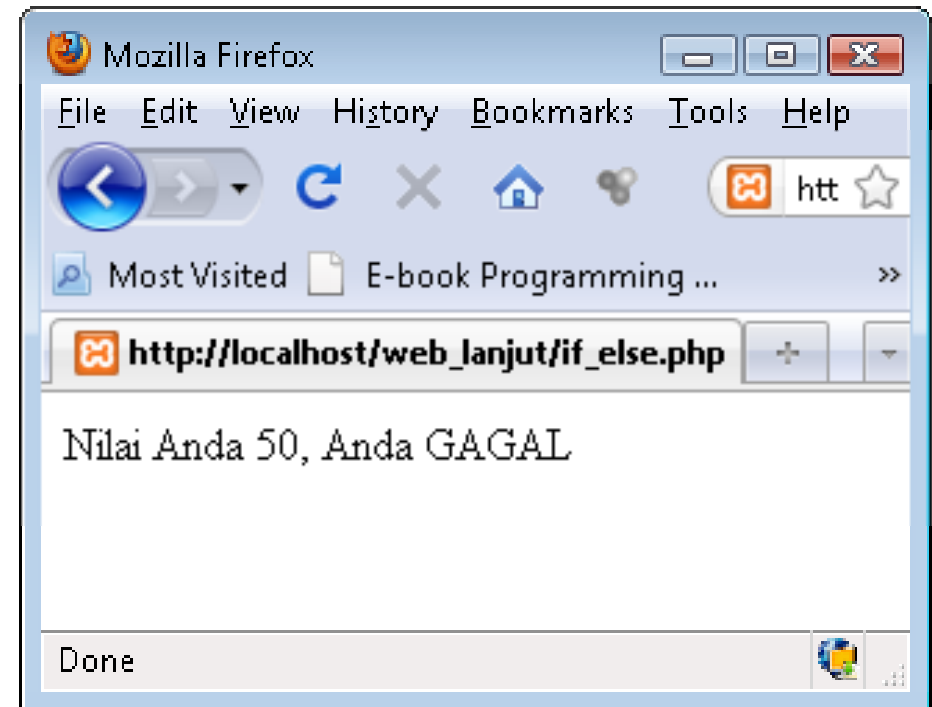 Mozilla Firefox
File Edit View History Bookmarks Tools Help
htt
Most Visited E-book Programming ... »
http://localhost/web_lanjut/if_else.php
Nilai Anda 50, Anda GAGAL
Done